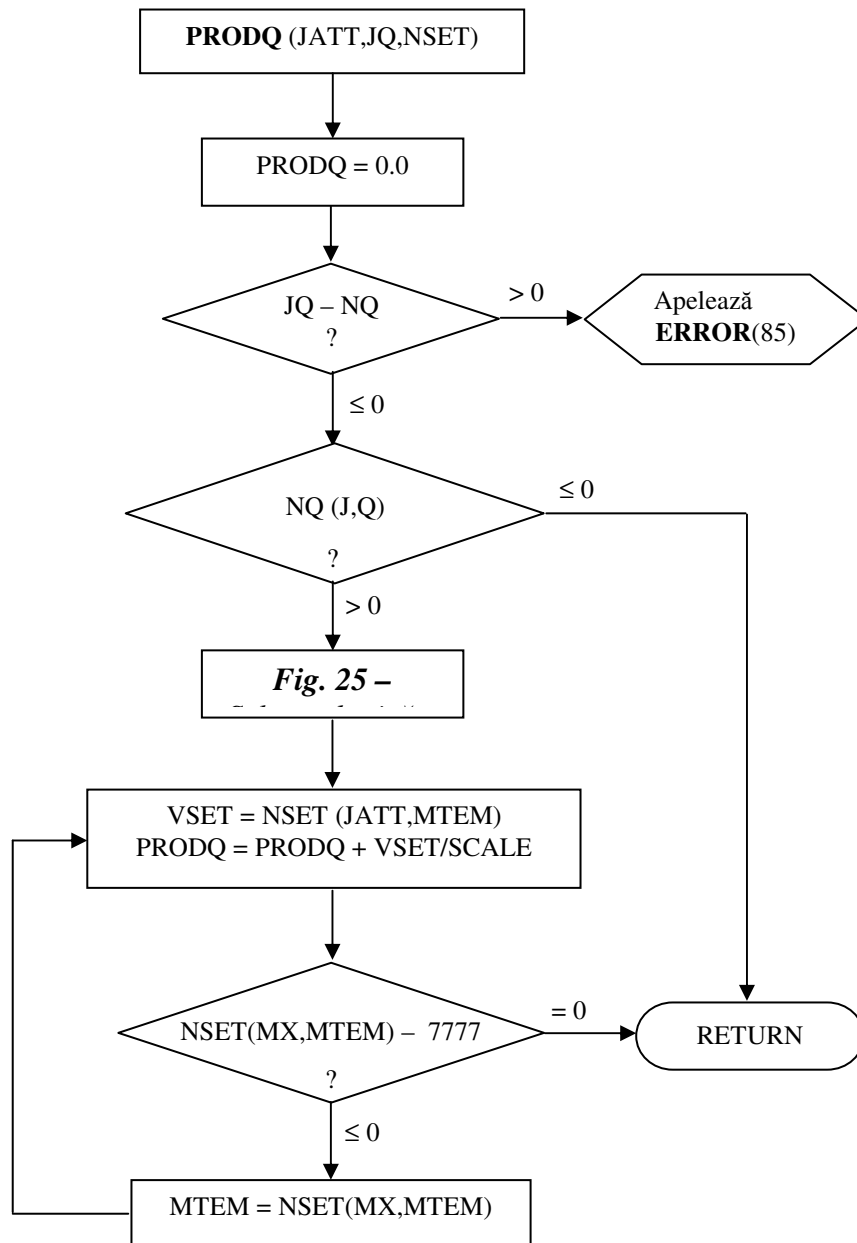 PRODQ (JATT,JQ,NSET)
PRODQ = 0.0
JQ – NQ
?
> 0
Apelează
ERROR(85)
≤ 0
NQ (J,Q)
?
≤ 0
> 0
Fig. 25 –
VSET = NSET (JATT,MTEM)
PRODQ = PRODQ + VSET/SCALE
NSET(MX,MTEM) – 7777
?
= 0
RETURN
≤ 0
MTEM = NSET(MX,MTEM)